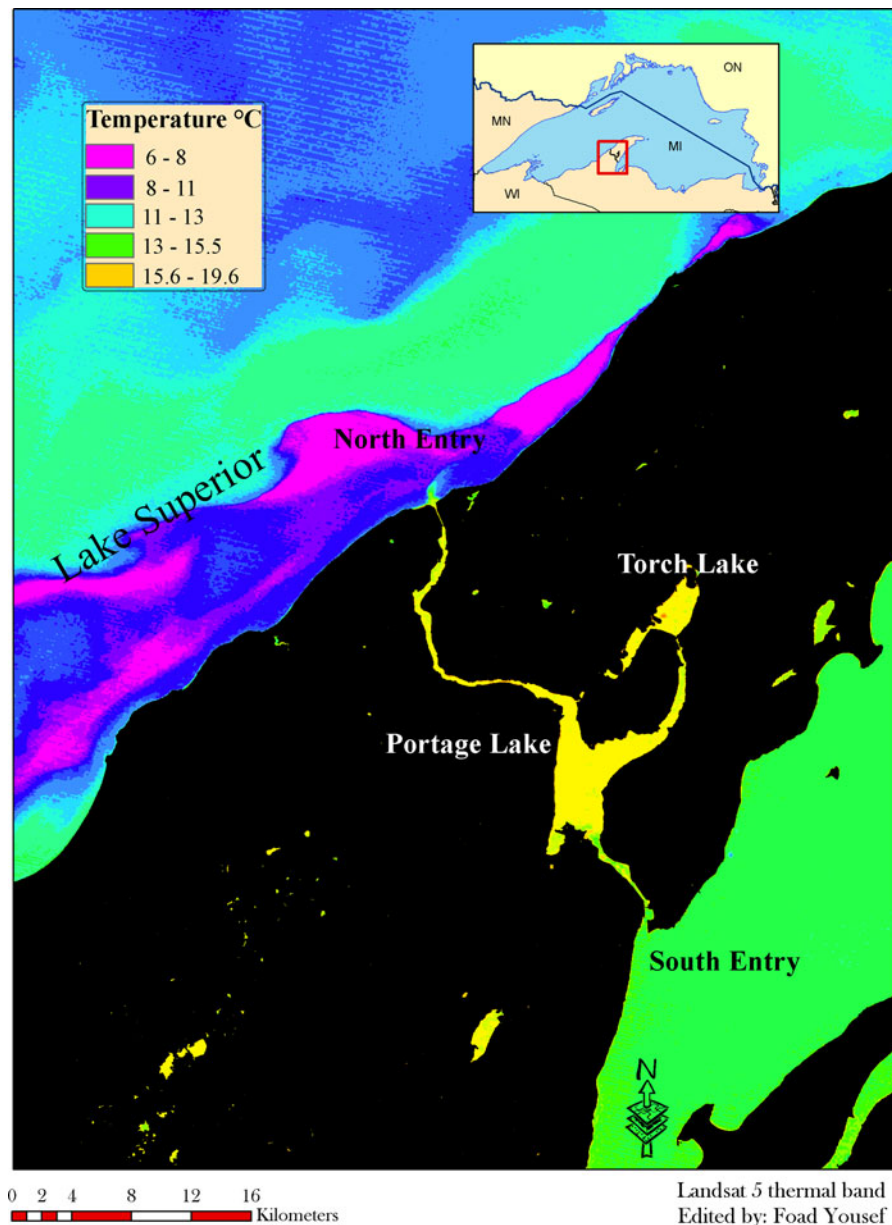 ON
MN
MI
WI
Temperature °C
6 - 8
8 - 11
11 - 13
13 - 15.5
15.6 - 19.6
North Entry
Lake Superior
Torch Lake
Portage Lake
South Entry
N
0 2 4 8 12 16
Kilometers
Landsat 5 thermal band
Edited by: Foad Yousef